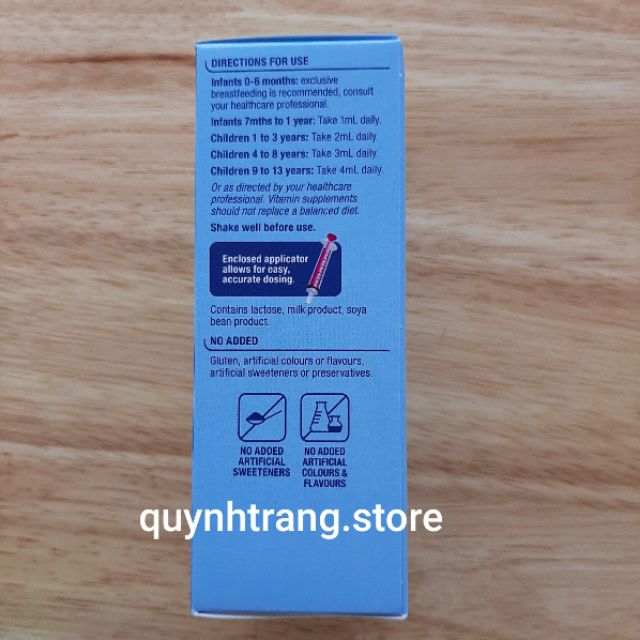 DIRECTIONS FOR USE
Infants 0-6 months: exclusive
breastfeeding is recommended, consult
your healthcare professional.
Infants 7mths to 1 year: Take 1mL daily.
Children 1 to 3 years: Take 2mL daily.
Children 4 to 8 years: Take 3mL daily.
Children 9 to 13 years: Take 4mL daily.
Or as directed by your healthcare
professional. Vitamin supplements
should not replace a balanced diet.
Shake well before use.
Enclosed applicator
allows for easy,
accurate dosing.
Contains lactose, milk product, soya
bean product.
NO ADDED
Gluten, artificial colours or flavours,
artificial sweeteners or preservatives.
NO ADDED
ARTIFICIAL
SWEETENERS
NO ADDED
ARTIFICIAL
COLOURS &
FLAVOURS
quynhtrang.store